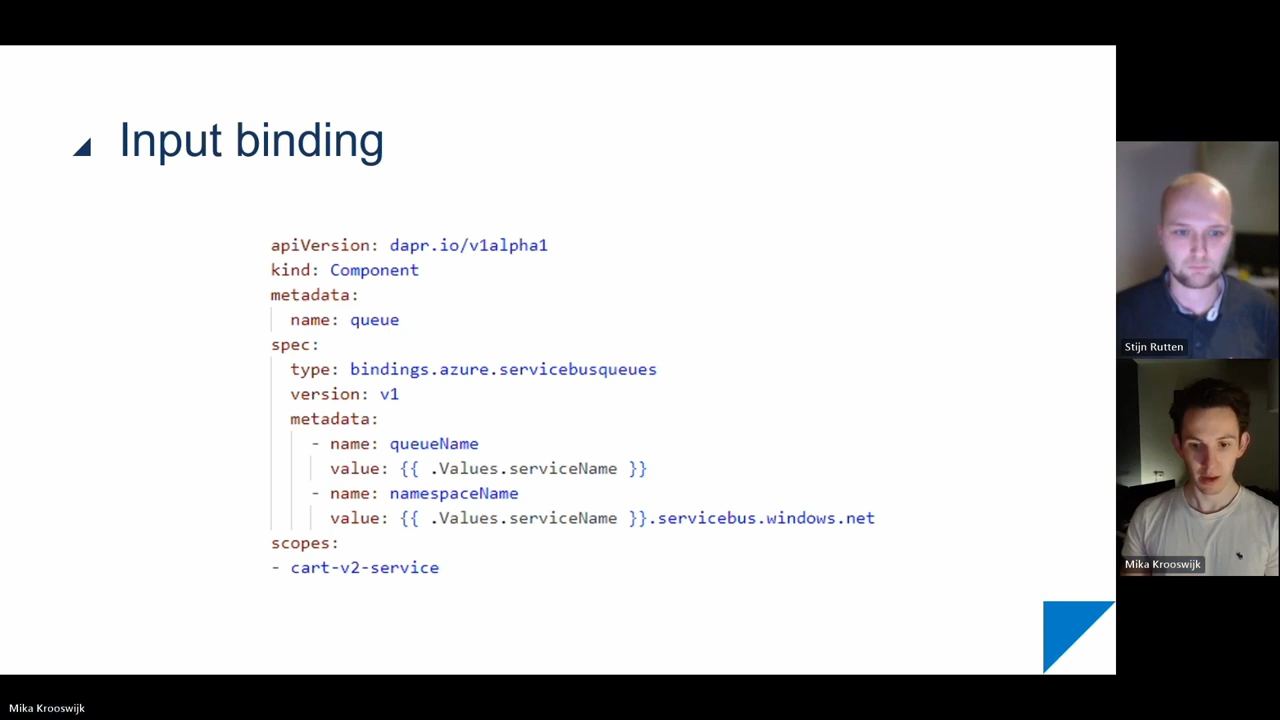 Input binding
apiVersion: dapr.io/v1alpha1
kind: Component
metadata:
name: queue
spec:
type: bindings.azure.servicebusqueues
version: v1
metadata:
- name: queueName
value: {{ .Values.serviceName }}
- name: namespaceName
value: {{ .Values.serviceName }}.servicebus.windows.net
scopes:
- cart-v2-service
Stijn Rutten
Mika Krooswijk
Mika Krooswijk